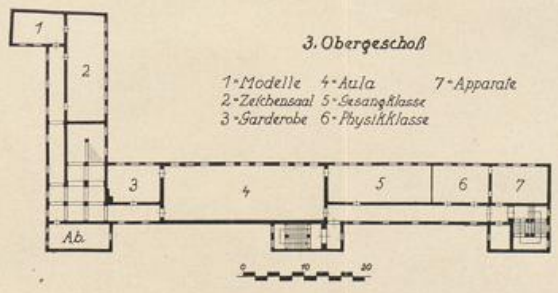 3. Obergeschoß
1=Modelle 4=Aula 7=Apparate
2=Zeichensaal 5=Gesangklasse
3=Garderobe 6=Physikklasse
1
2
3
4
5
6
7
Ab.
0 10 20